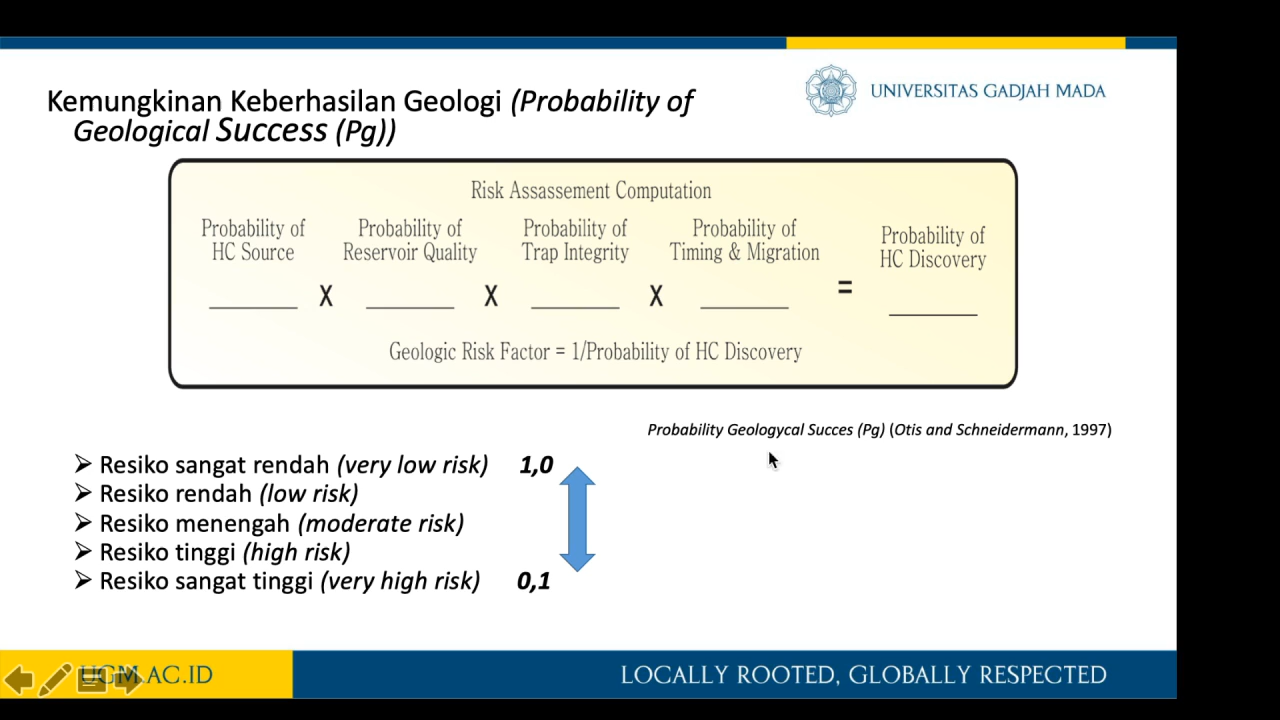 UNIVERSITAS GADJAH MADA
Kemungkinan Keberhasilan Geologi (Probability of
Geological Success (Pg))
Risk Assassement Computation
Probability of HC Source
Probability of Reservoir Quality
Probability of Trap Integrity
Probability of Timing & Migration
Probability of HC Discovery
X X X =
Geologic Risk Factor = 1/Probability of HC Discovery
Probability Geologycal Succes (Pg) (Otis and Schneidermann, 1997)
➢ Resiko sangat rendah (very low risk) 1,0
➢ Resiko rendah (low risk)
➢ Resiko menengah (moderate risk)
➢ Resiko tinggi (high risk)
➢ Resiko sangat tinggi (very high risk) 0,1
UGM.AC.ID
LOCALLY ROOTED, GLOBALLY RESPECTED